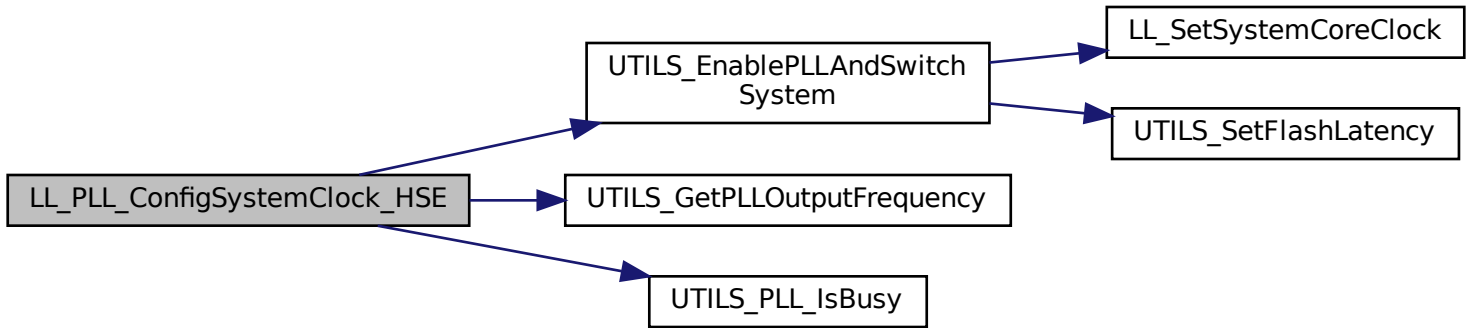 LL_SetSystemCoreClock
UTILS_EnablePLLAndSwitch
System
UTILS_SetFlashLatency
LL_PLL_ConfigSystemClock_HSE
UTILS_GetPLLOutputFrequency
UTILS_PLL_IsBusy